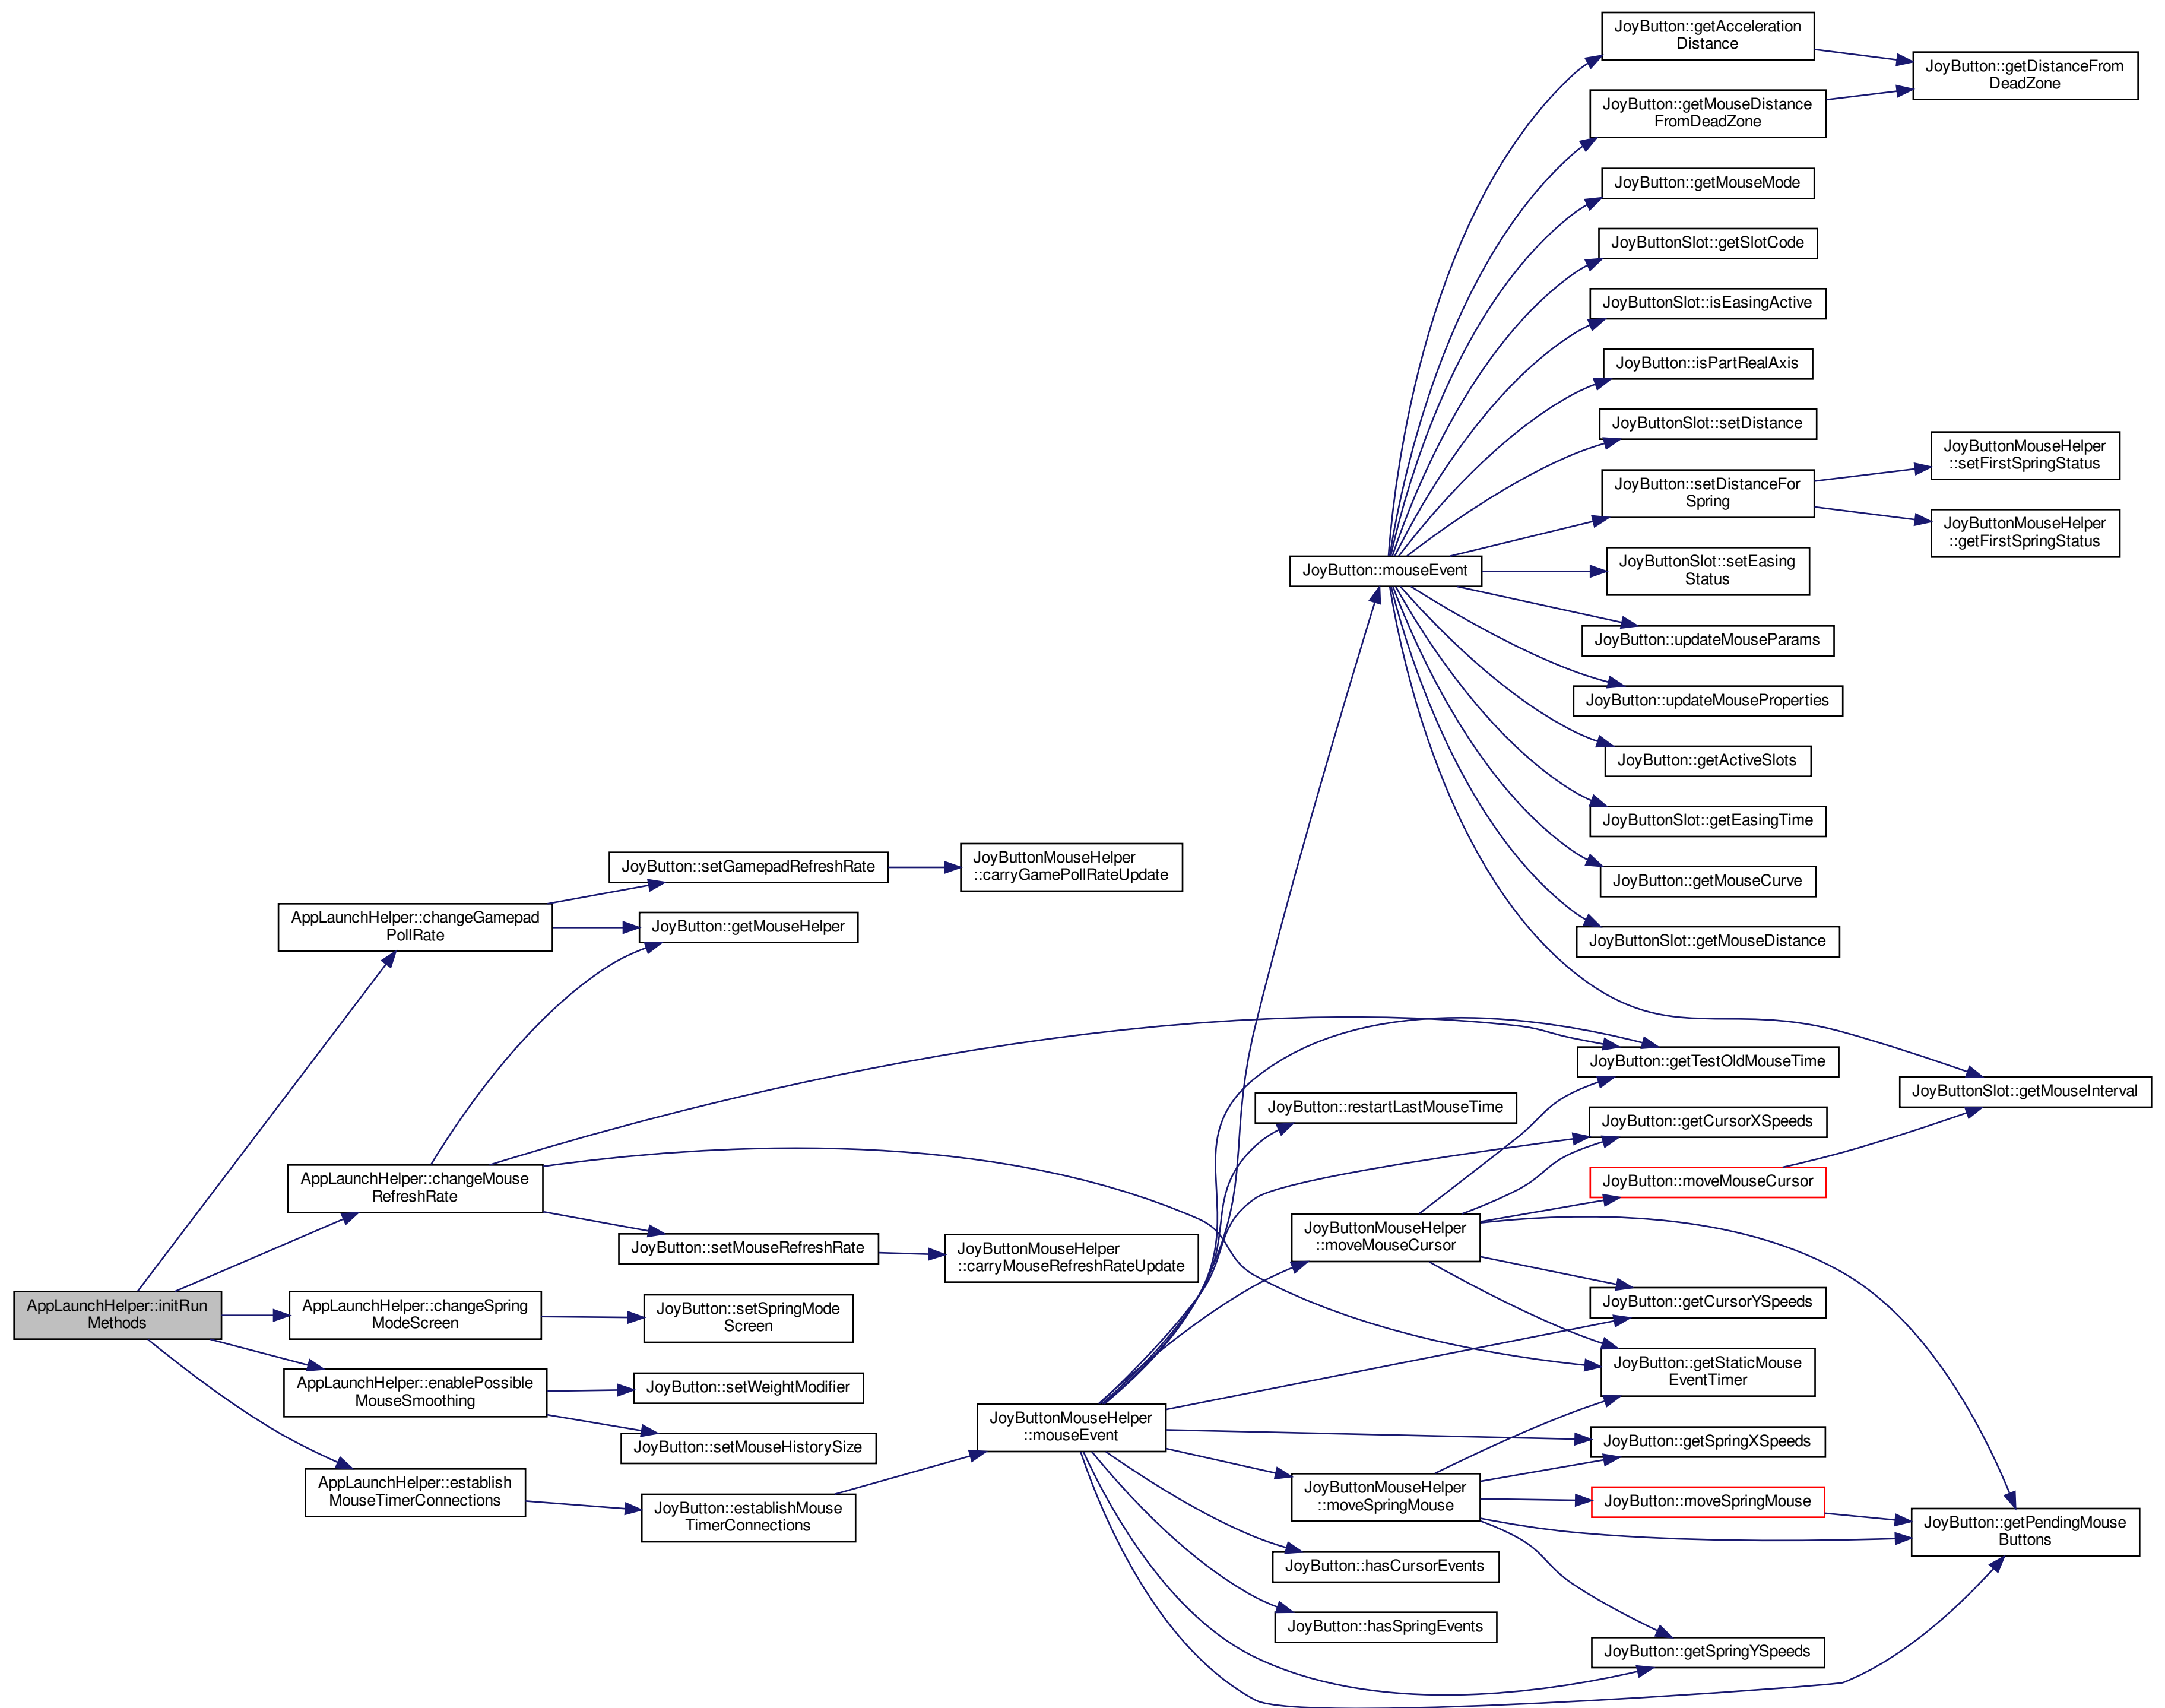 AppLaunchHelper::initRun
Methods
AppLaunchHelper::changeGamepad
PollRate
AppLaunchHelper::changeMouse
RefreshRate
AppLaunchHelper::changeSpring
ModeScreen
AppLaunchHelper::enablePossible
MouseSmoothing
AppLaunchHelper::establish
MouseTimerConnections
JoyButton::setGamepadRefreshRate
JoyButton::getMouseHelper
JoyButton::setMouseRefreshRate
JoyButton::setSpringMode
Screen
JoyButton::setWeightModifier
JoyButton::setMouseHistorySize
JoyButton::establishMouse
TimerConnections
JoyButtonMouseHelper
::carryGamePollRateUpdate
JoyButtonMouseHelper
::carryMouseRefreshRateUpdate
JoyButtonMouseHelper
::mouseEvent
JoyButton::mouseEvent
JoyButton::restartLastMouseTime
JoyButtonMouseHelper
::moveMouseCursor
JoyButtonMouseHelper
::moveSpringMouse
JoyButton::hasCursorEvents
JoyButton::hasSpringEvents
JoyButton::getAcceleration
Distance
JoyButton::getMouseDistance
FromDeadZone
JoyButton::getMouseMode
JoyButtonSlot::getSlotCode
JoyButtonSlot::isEasingActive
JoyButton::isPartRealAxis
JoyButtonSlot::setDistance
JoyButton::setDistanceFor
Spring
JoyButtonSlot::setEasing
Status
JoyButton::updateMouseParams
JoyButton::updateMouseProperties
JoyButton::getActiveSlots
JoyButtonSlot::getEasingTime
JoyButton::getMouseCurve
JoyButtonSlot::getMouseDistance
JoyButton::getTestOldMouseTime
JoyButton::getCursorXSpeeds
JoyButton::moveMouseCursor
JoyButton::getCursorYSpeeds
JoyButton::getStaticMouse
EventTimer
JoyButton::getSpringXSpeeds
JoyButton::moveSpringMouse
JoyButton::getSpringYSpeeds
JoyButton::getDistanceFrom
DeadZone
JoyButtonMouseHelper
::setFirstSpringStatus
JoyButtonMouseHelper
::getFirstSpringStatus
JoyButtonSlot::getMouseInterval
JoyButton::getPendingMouse
Buttons